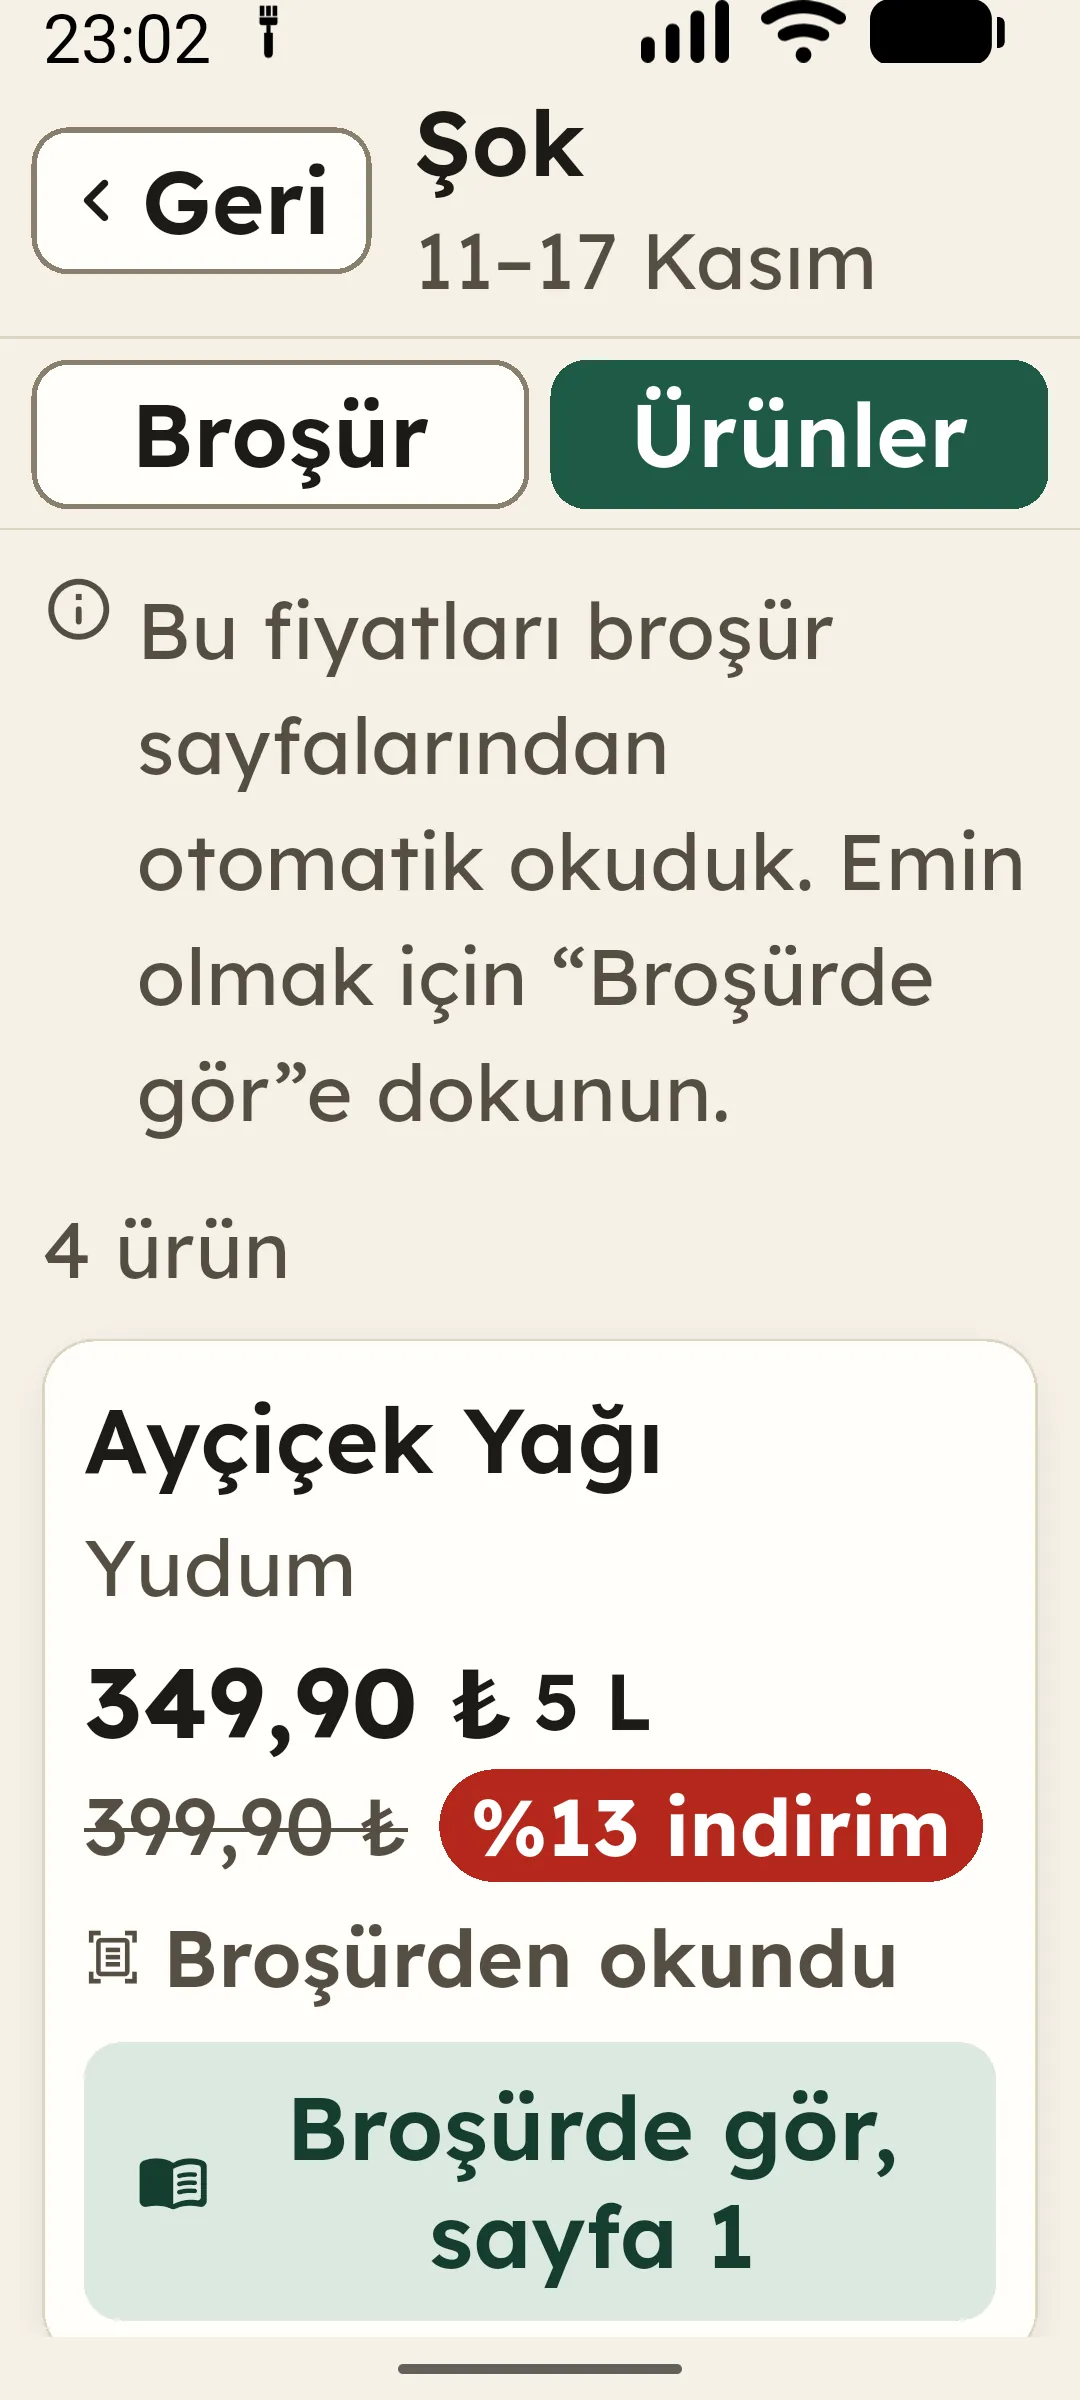 23:02
Geri
Şok
11–17 Kasım
Broşür
Ürünler
Bu fiyatları broşür
sayfalarından
otomatik okuduk. Emin
olmak için “Broşürde
gör”e dokunun.
4 ürün
Ayçiçek Yağı
Yudum
349,90 ₺ 5 L
399,90 ₺ %13 indirim
Broşürden okundu
Broşürde gör,
sayfa 1